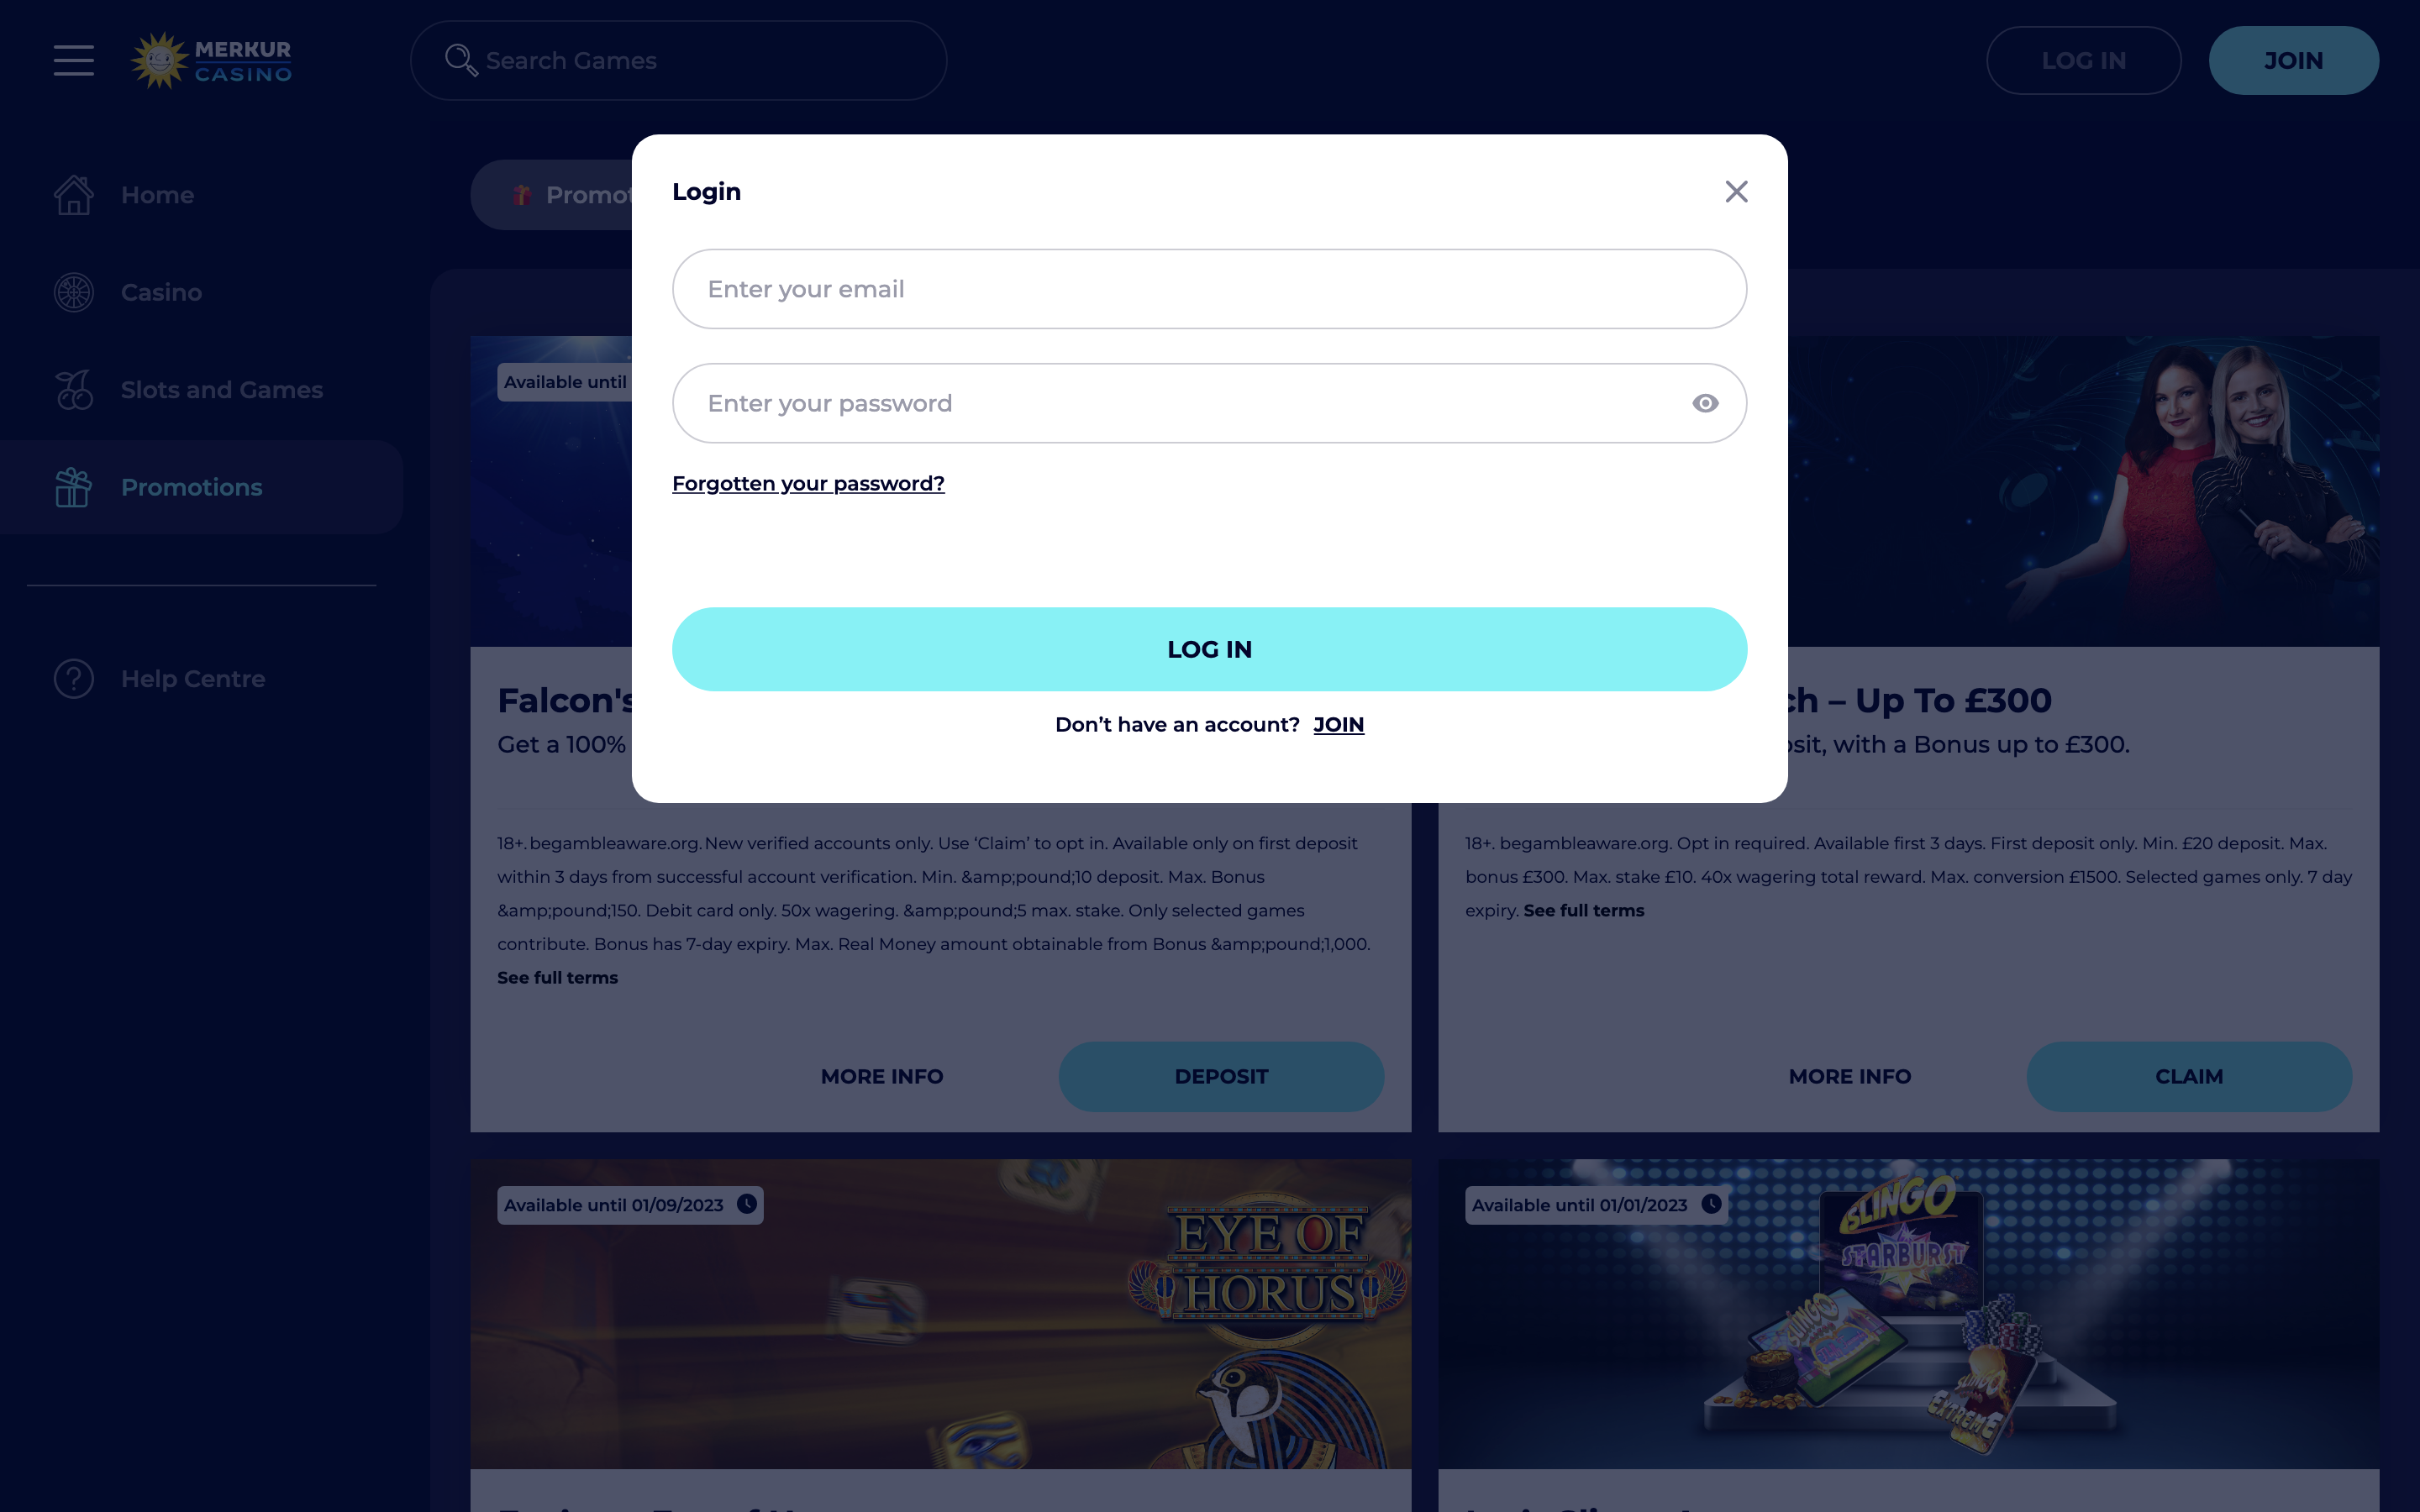 MERKUR
CASINO
Search Games
LOG IN
JOIN
Home
Casino
Slots and Games
Promotions
Help Centre
Login
Enter your email
Enter your password
Forgotten your password?
LOG IN
Don’t have an account? JOIN
Available until
Falcon's
Get a 100%
18+. begambleaware.org. New verified accounts only. Use ‘Claim’ to opt in. Available only on first deposit
within 3 days from successful account verification. Min. &amp;pound;10 deposit. Max. Bonus
&amp;pound;150. Debit card only. 50x wagering. &amp;pound;5 max. stake. Only selected games
contribute. Bonus has 7-day expiry. Max. Real Money amount obtainable from Bonus &amp;pound;1,000.
See full terms
MORE INFO
DEPOSIT
– Up To £300
with a Bonus up to £300.
18+. begambleaware.org. Opt in required. Available first 3 days. First deposit only. Min. £20 deposit. Max.
bonus £300. Max. stake £10. 40x wagering total reward. Max. conversion £1500. Selected games only. 7 day
expiry. See full terms
MORE INFO
CLAIM
Available until 01/09/2023
EYE OF
HORUS
Available until 01/01/2023
SLINGO
STARBURST
SLINGO
SLINGO
EXTREME